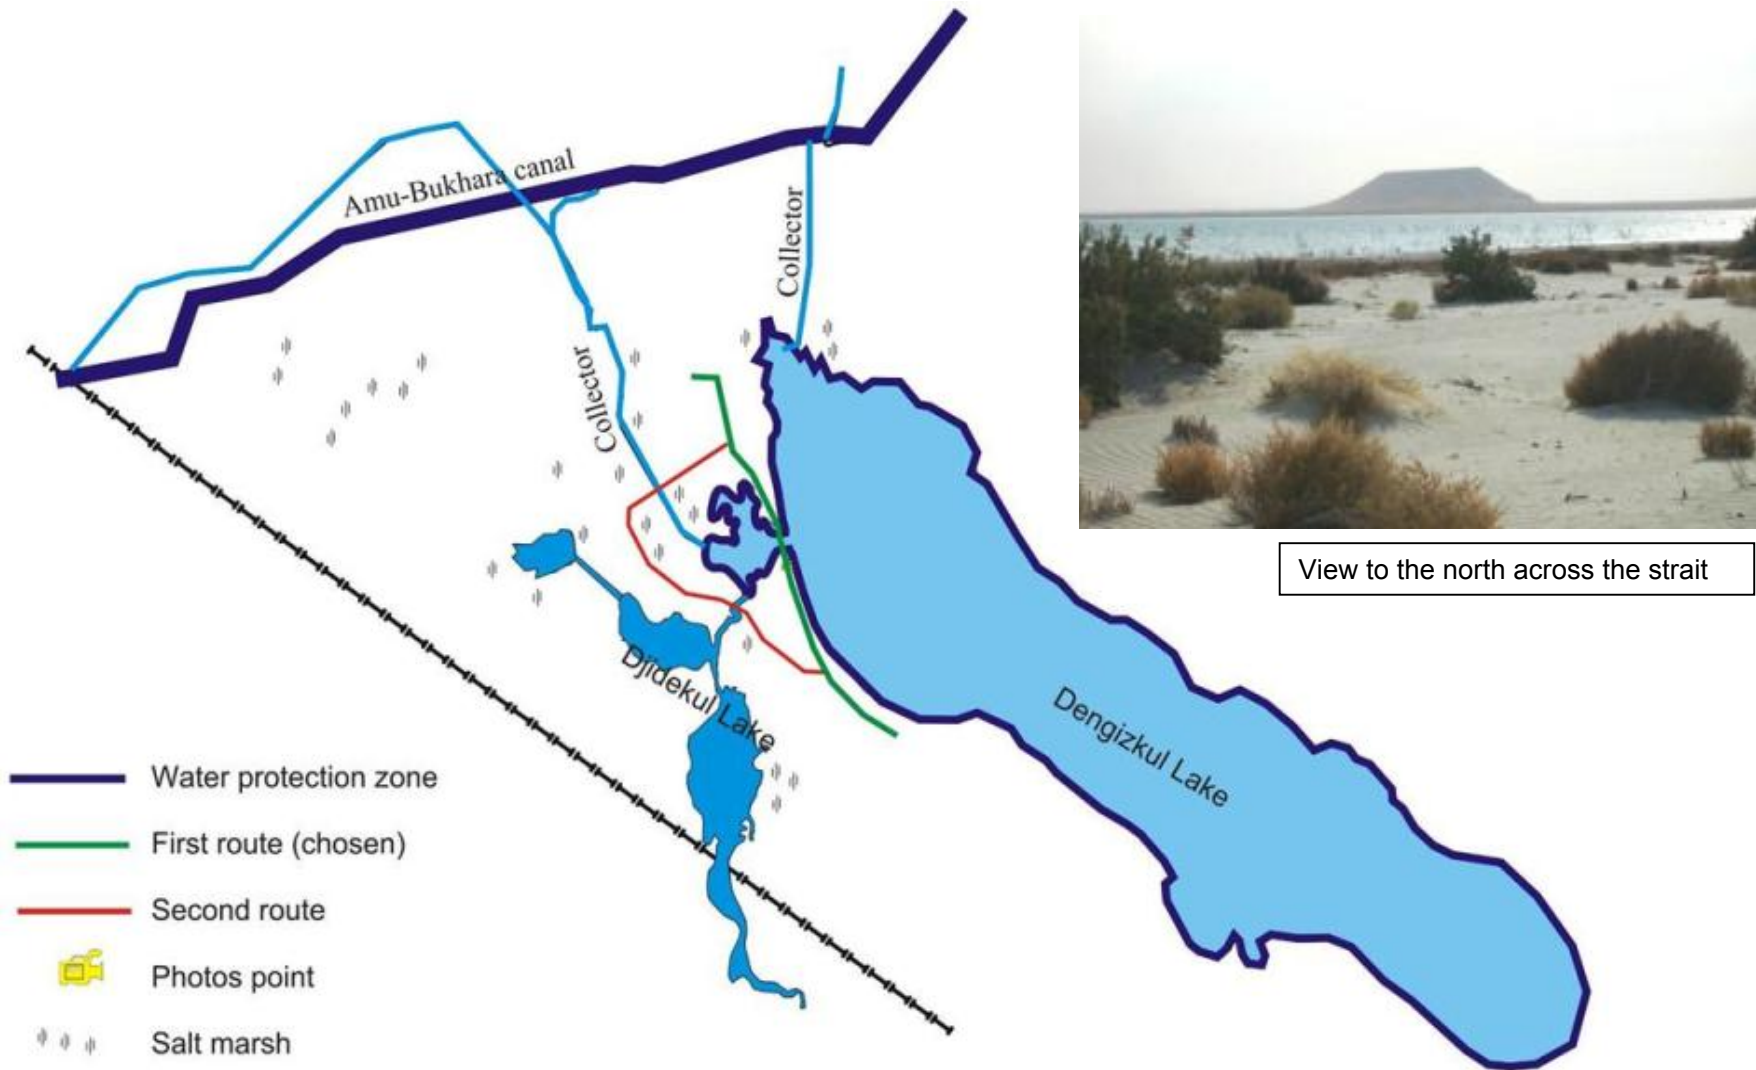 Amu-Bukhara canal
Collector
Collector
View to the north across the strait
Djidekul Lake
Dengizkul Lake
Water protection zone
First route (chosen)
Second route
Photos point
Salt marsh